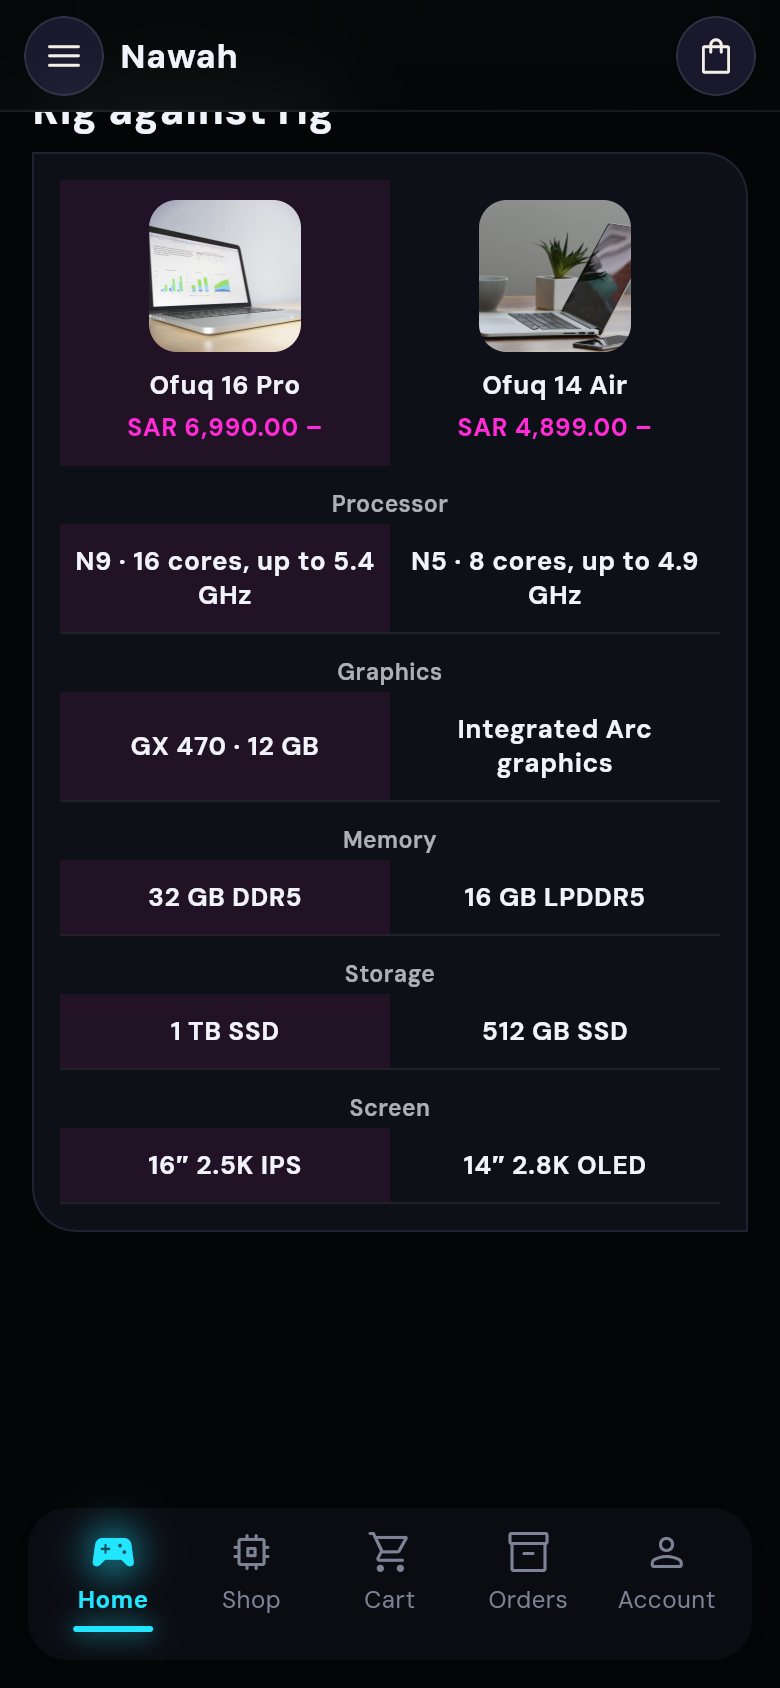 Nawah
Rig against rig
Ofuq 16 Pro
Ofuq 14 Air
SAR 6,990.00 –
SAR 4,899.00 –
Processor
N9 · 16 cores, up to 5.4
GHz
N5 · 8 cores, up to 4.9
GHz
Graphics
GX 470 · 12 GB
Integrated Arc
graphics
Memory
32 GB DDR5
16 GB LPDDR5
Storage
1 TB SSD
512 GB SSD
Screen
16″ 2.5K IPS
14″ 2.8K OLED
Home
Shop
Cart
Orders
Account